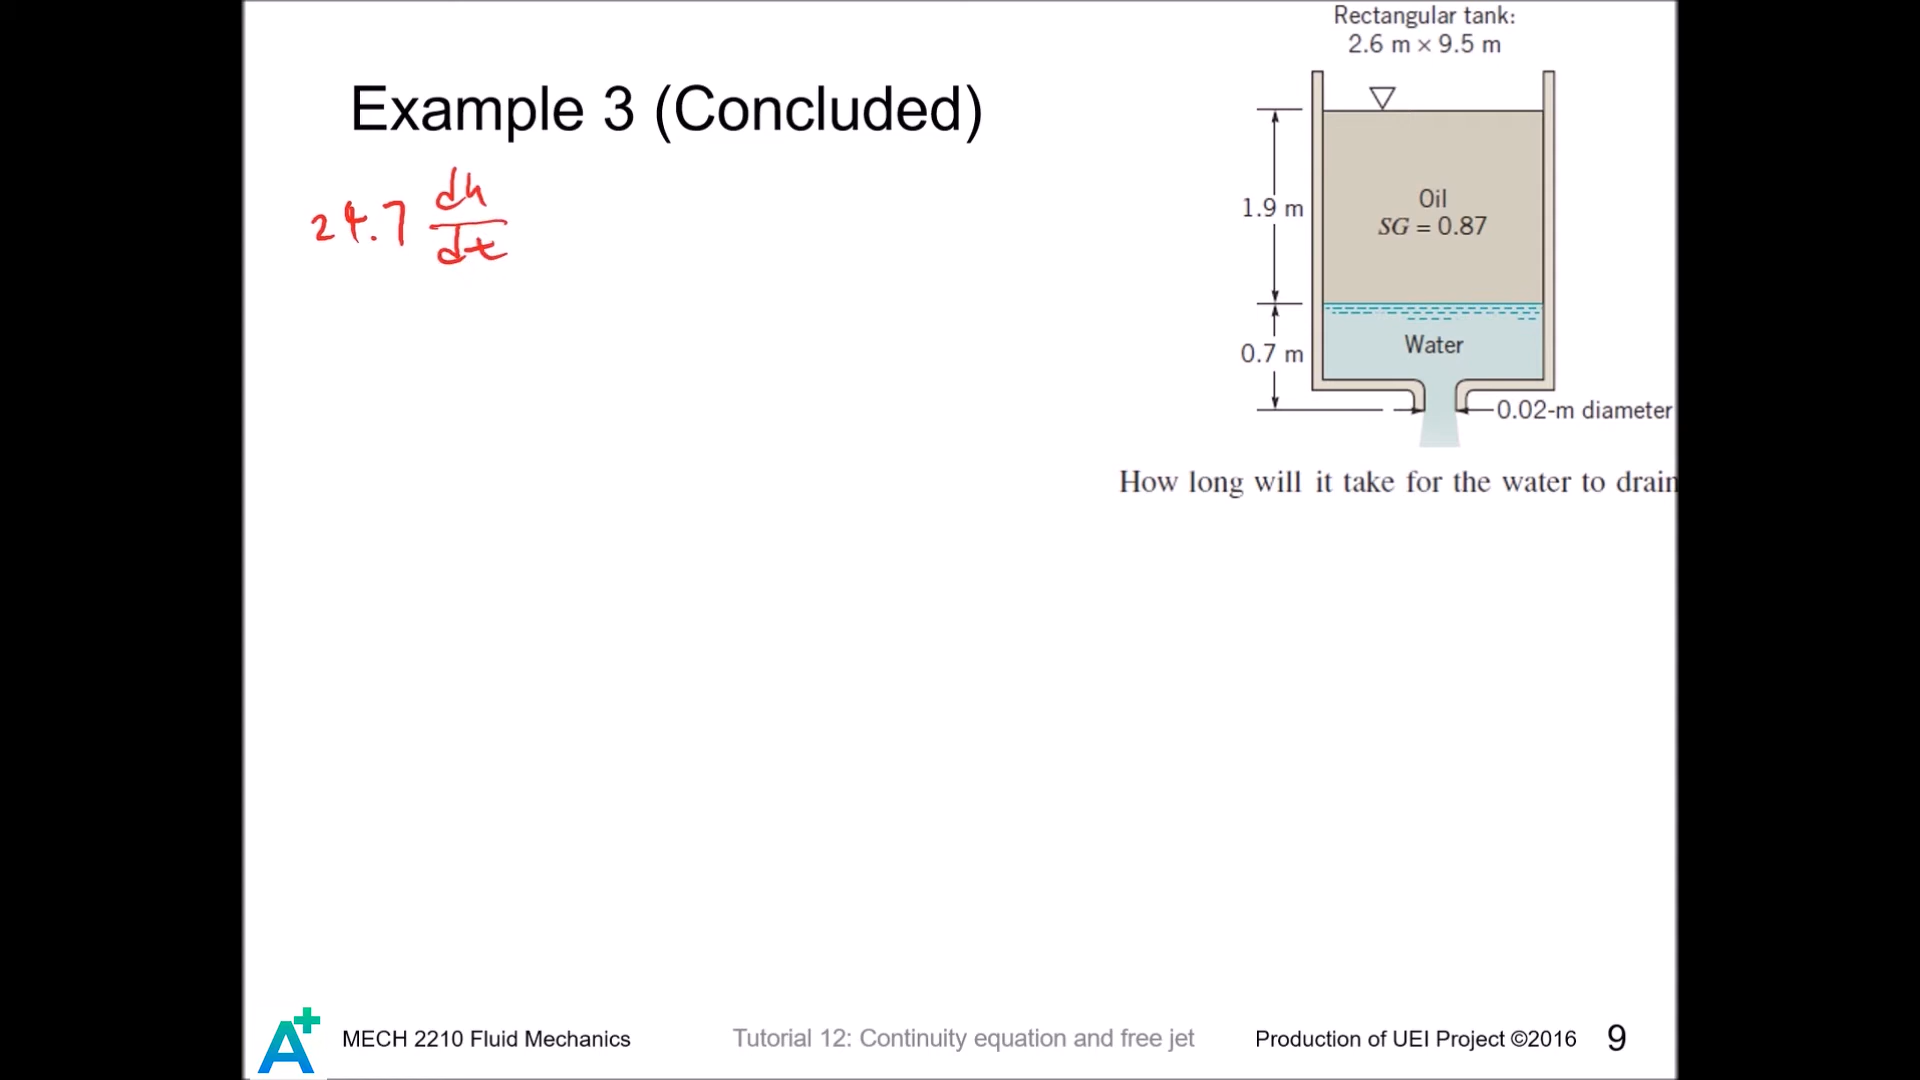 Rectangular tank:
2.6 m × 9.5 m
Example 3 (Concluded)
24.7 dh/dt
1.9 m
Oil
SG = 0.87
Water
0.7 m
0.02-m diameter
How long will it take for the water to drain
MECH 2210 Fluid Mechanics
Tutorial 12: Continuity equation and free jet
Production of UEI Project ©2016
9
A+